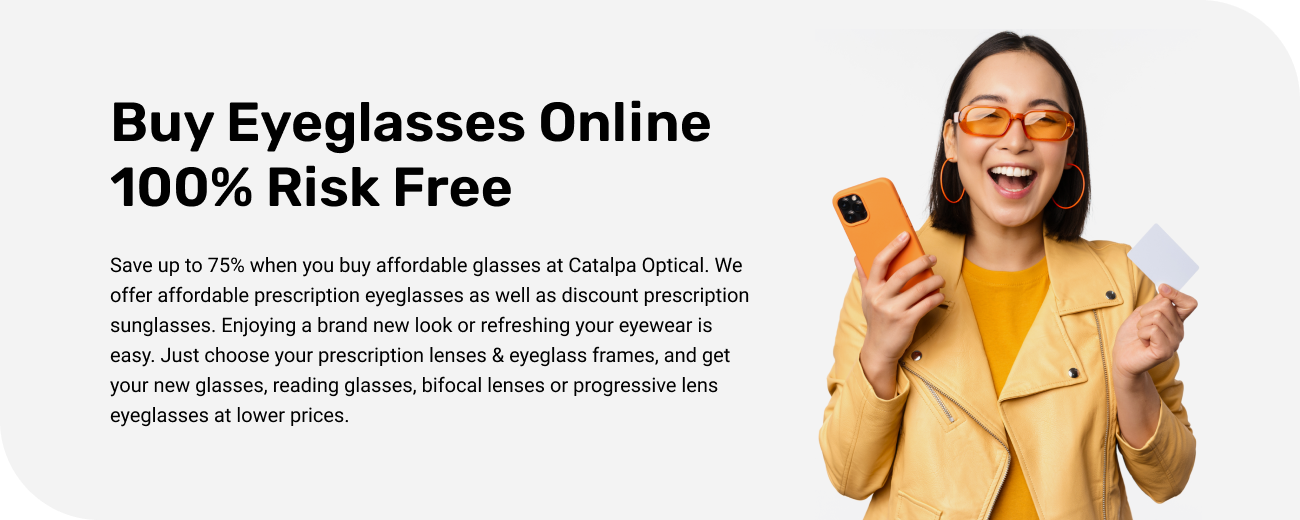 Buy Eyeglasses Online
100% Risk Free
Save up to 75% when you buy affordable glasses at Catalpa Optical. We
offer affordable prescription eyeglasses as well as discount prescription
sunglasses. Enjoying a brand new look or refreshing your eyewear is
easy. Just choose your prescription lenses & eyeglass frames, and get
your new glasses, reading glasses, bifocal lenses or progressive lens
eyeglasses at lower prices.